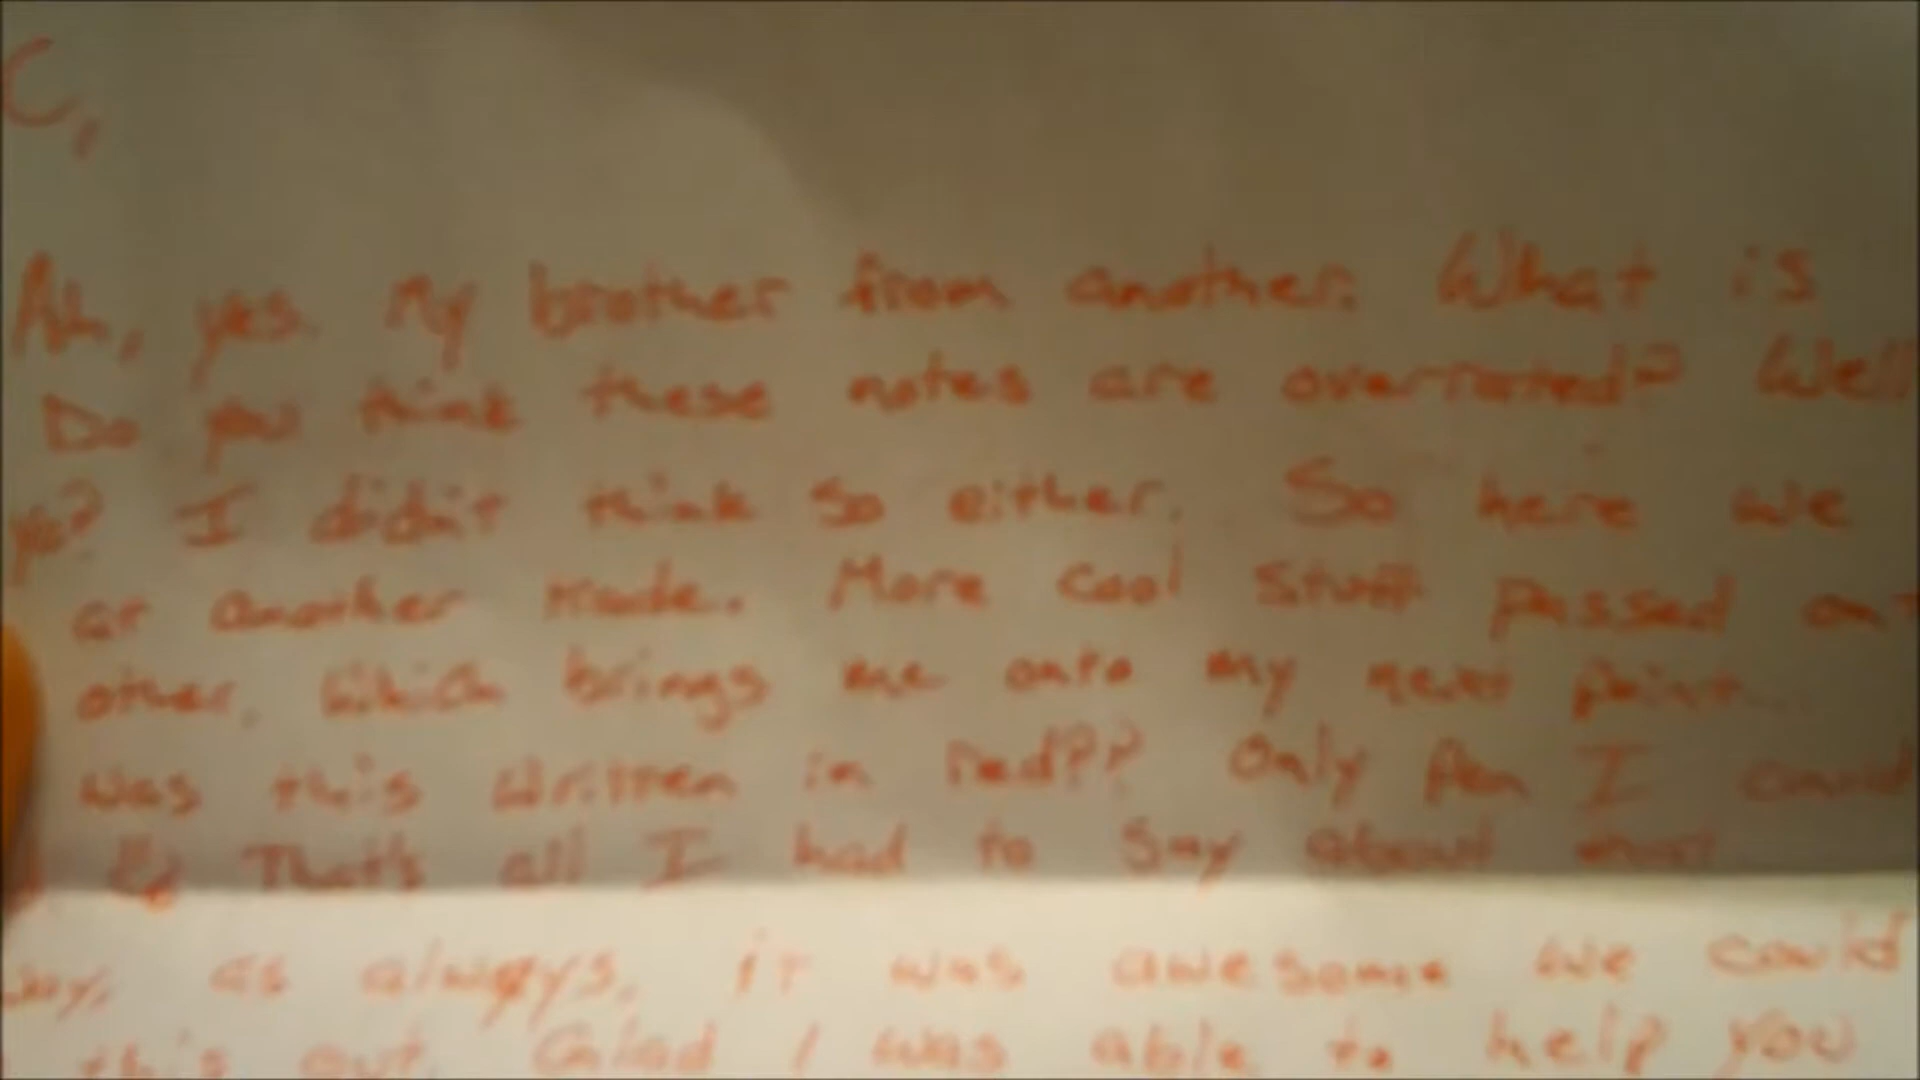 C,
Ah, yes. My brother from another. What is
Do you think these notes are overrated? Well
yo? I didn't think so either. So here we
at another trade. More cool stuff passed
other. Which brings me onto my next point...
was this written in red?? Only pen I could
That's all I had to say about that
as always, it was awesome we could
this out. Glad I was able to help you